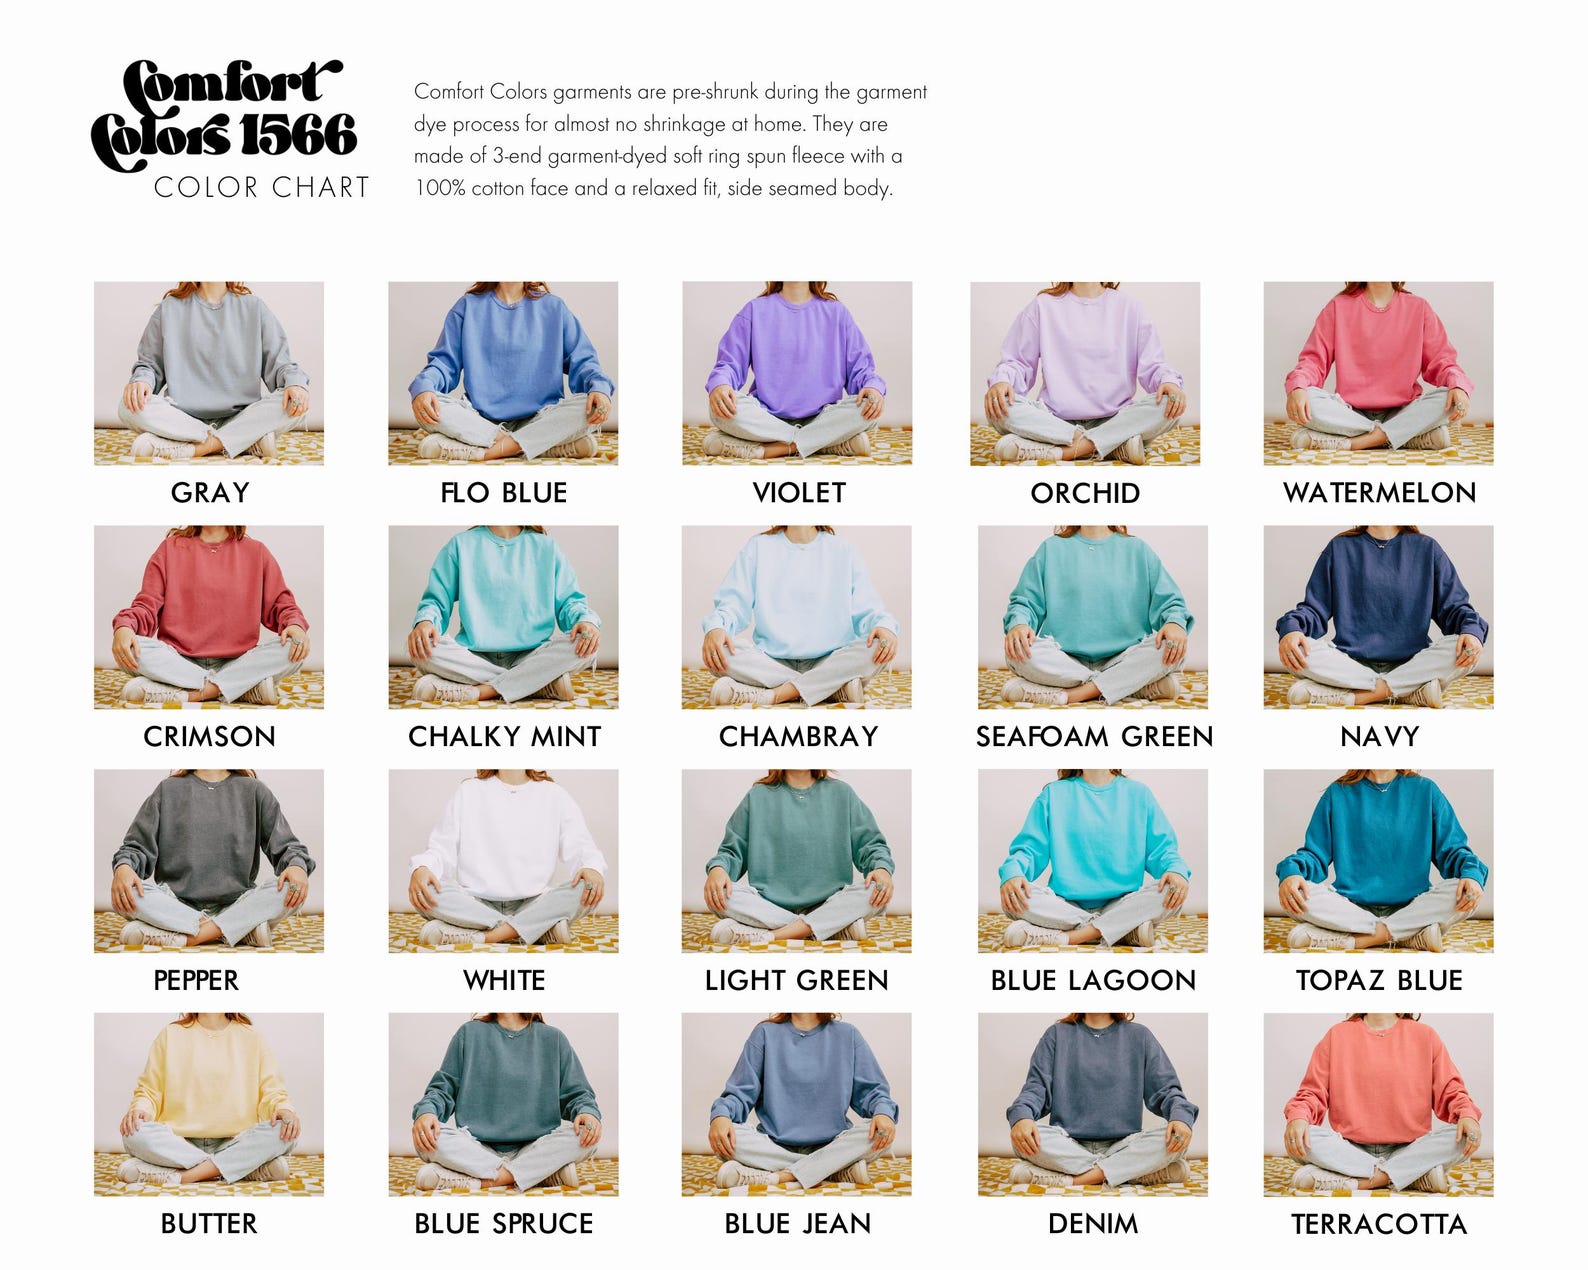 Comfort
Colors 1566
COLOR CHART
Comfort Colors garments are pre-shrunk during the garment
dye process for almost no shrinkage at home. They are
made of 3-end garment-dyed soft ring spun fleece with a
100% cotton face and a relaxed fit, side seamed body.
GRAY
FLO BLUE
VIOLET
ORCHID
WATERMELON
CRIMSON
CHALKY MINT
CHAMBRAY
SEAFOAM GREEN
NAVY
PEPPER
WHITE
LIGHT GREEN
BLUE LAGOON
TOPAZ BLUE
BUTTER
BLUE SPRUCE
BLUE JEAN
DENIM
TERRACOTTA